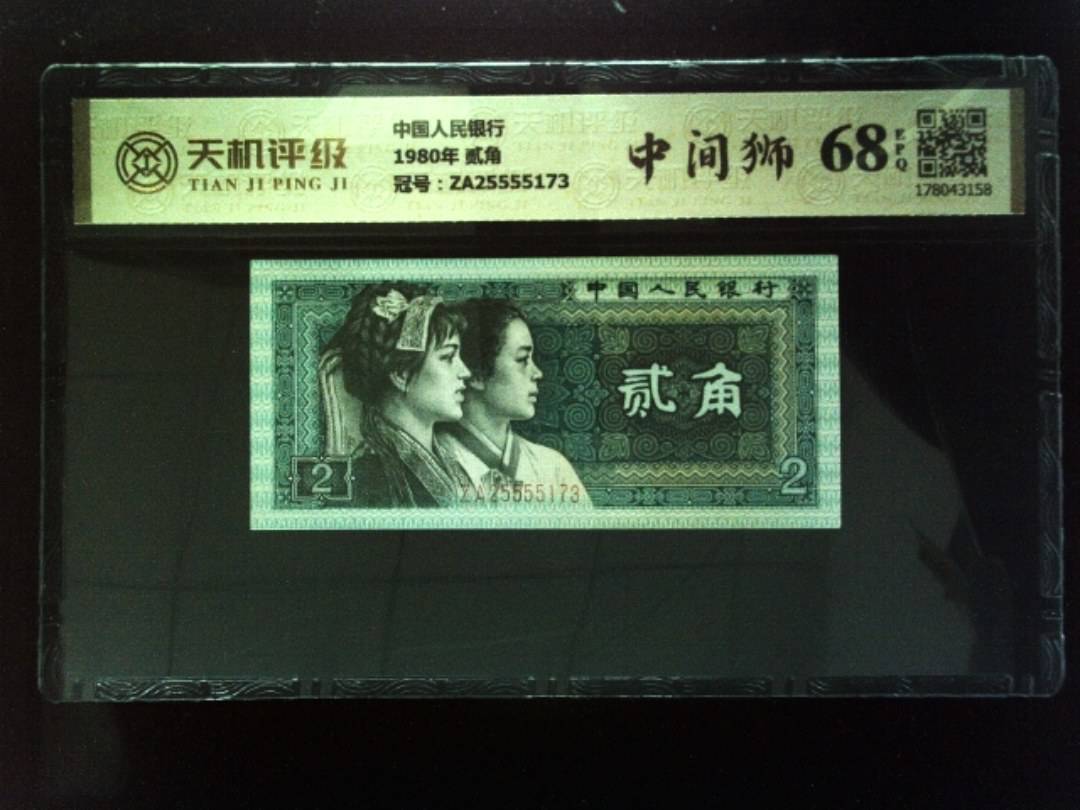 天机评级
TIAN JI PING JI
中国人民银行
1980年 贰角
冠号：ZA25555173
中间狮 68 EPQ
178043158
中国人民银行
贰角
2
ZA25555173
2